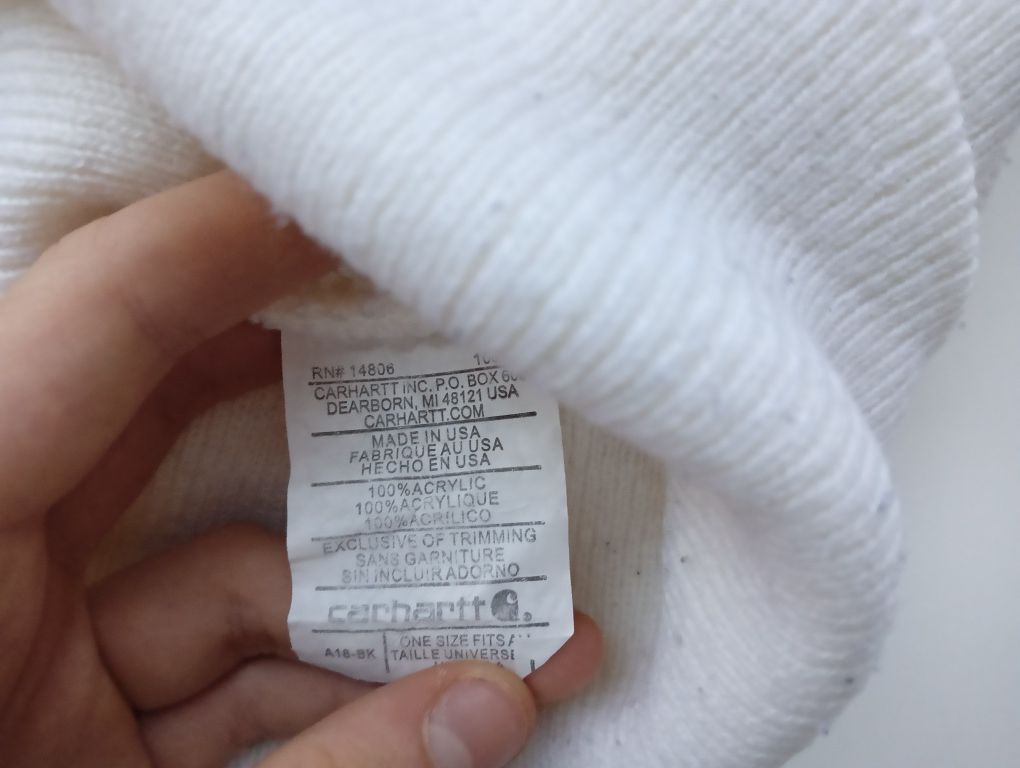 RN# 14806
CARHARTT INC. P.O. BOX
DEARBORN, MI 48121 USA
CARHARTT.COM
MADE IN USA
FABRIQUE AU USA
HECHO EN USA
100%ACRYLIC
100%ACRYLIQUE
100%ACRILICO
EXCLUSIVE OF TRIMMING
SANS GARNITURE
SIN INCLUIR ADORNO
carhartt
A18-BK
ONE SIZE FITS
TAILLE